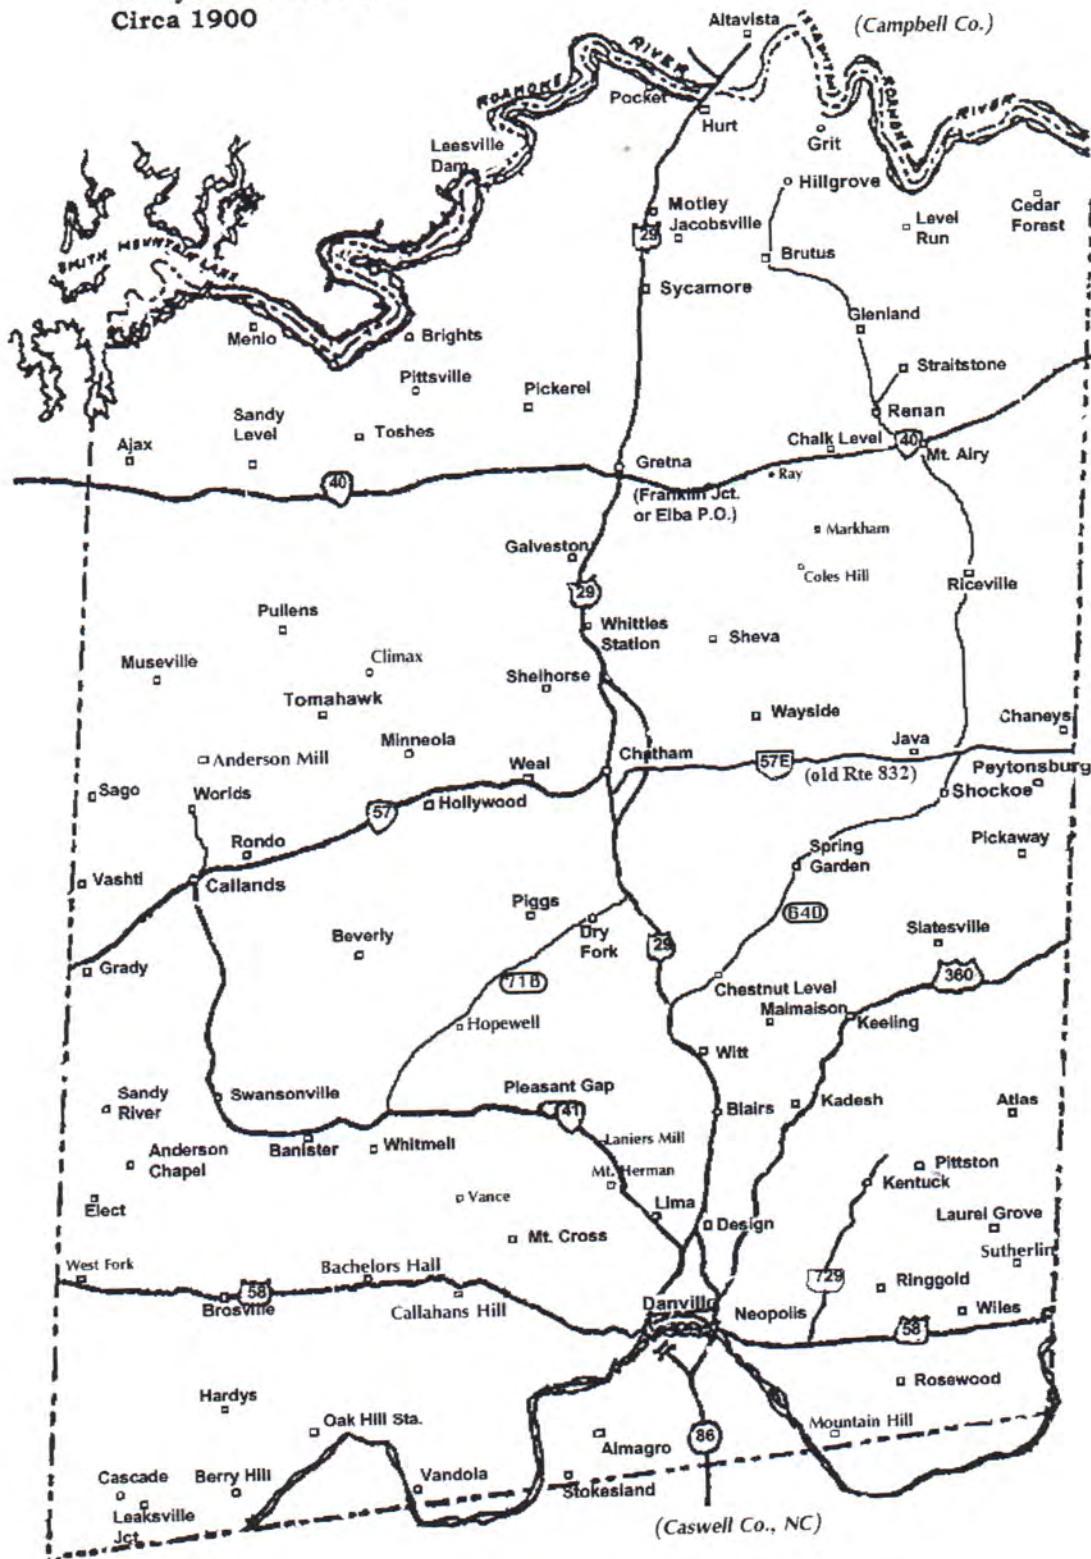 Circa 1900
Altavista
(Campbell Co.)
ROANOKE
RIVER
ROANOKE
RIVER
Pocket
Hurt
Grit
Leesville
Dam
Hillgrove
Cedar
Forest
Motley
Jacobsville
Level
Run
29
Brutus
SMITH MOUNTAIN LAKE
Sycamore
Glenland
Menlo
Brights
Straitstone
Pittsville
Pickerel
Renan
Sandy
Level
Toshes
Ajax
Chalk Level
40
Mt. Airy
Gretna
Ray
40
(Franklin Jct.
or Elba P.O.)
Markham
Galveston
Coles Hill
Riceville
29
Pullens
Whittles
Station
Sheva
Museville
Climax
Shelhorse
Tomahawk
Wayside
Chaneys
Minneola
Java
Anderson Mill
Weal
Chatham
57E
(old Rte 832)
Peytonsburg
Sago
Worlds
Hollywood
Shockoe
57
Rondo
Spring
Garden
Pickaway
Vashti
Callands
Piggs
640
Dry
Fork
Slatesville
Beverly
29
Grady
718
360
Chestnut Level
Malmaison
Keeling
Hopewell
Witt
Sandy
River
Swansonville
Pleasant Gap
41
Blairs
Kadesh
Atlas
Laniers Mill
Anderson
Chapel
Banister
Whitmell
Pittston
Mt. Herman
Kentuck
Elect
Vance
Lima
Design
Laurel Grove
Mt. Cross
Sutherlin
West Fork
Bachelors Hall
729
Ringgold
58
Brosville
Callahans Hill
Danville
Neopolis
Wiles
58
Rosewood
Hardys
Oak Hill Sta.
Mountain Hill
Almagro
86
Cascade
Berry Hill
Vandola
Stokesland
Leaksville
Jct.
(Caswell Co., NC)